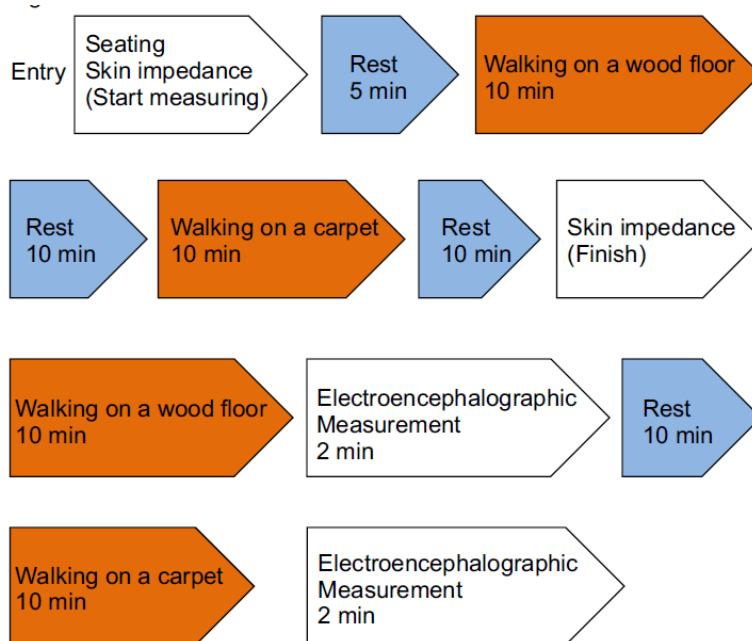 Entry
Seating
Skin impedance
(Start measuring)
Rest
5 min
Walking on a wood floor
10 min
Rest
10 min
Walking on a carpet
10 min
Rest
10 min
Skin impedance
(Finish)
Walking on a wood floor
10 min
Electroencephalographic
Measurement
2 min
Rest
10 min
Walking on a carpet
10 min
Electroencephalographic
Measurement
2 min